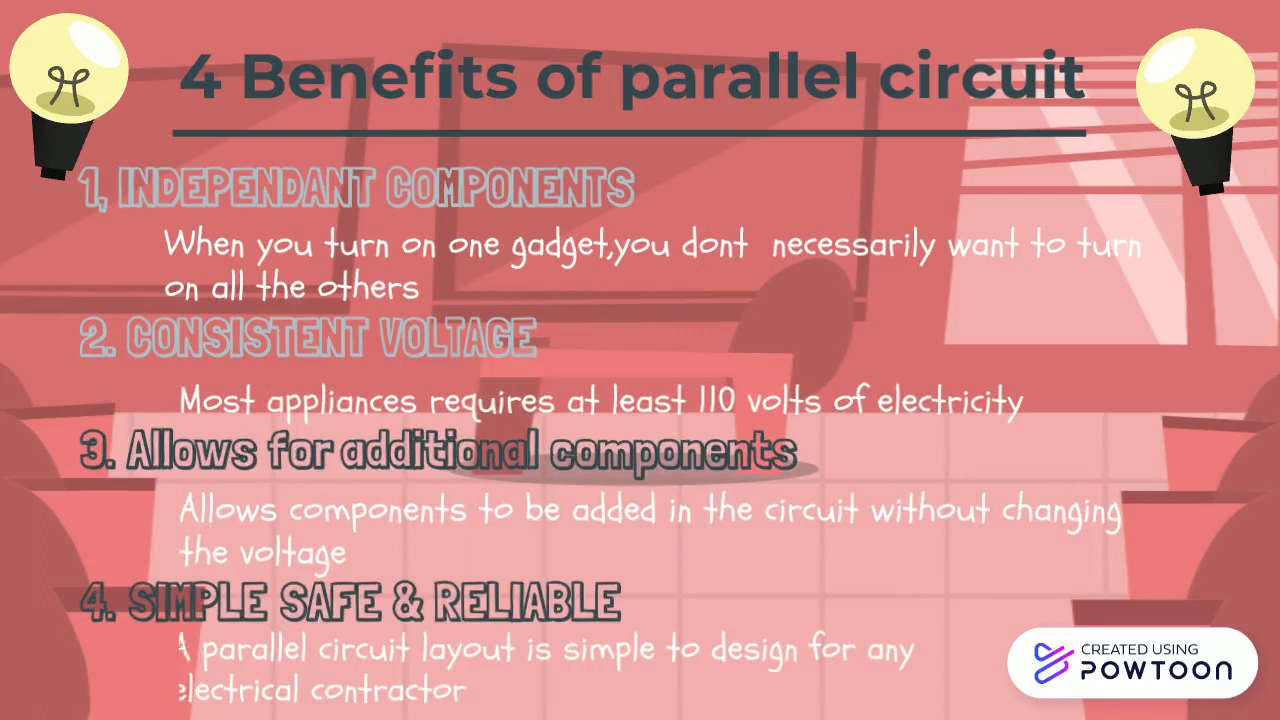 4 Benefits of parallel circuit
1, INDEPENDANT COMPONENTS
When you turn on one gadget,you dont necessarily want to turn
on all the others
2. CONSISTENT VOLTAGE
Most appliances requires at least 110 volts of electricity
3. Allows for additional components
Allows components to be added in the circuit without changing
the voltage
4. SIMPLE SAFE & RELIABLE
A parallel circuit layout is simple to design for any
electrical contractor
CREATED USING
POWTOON